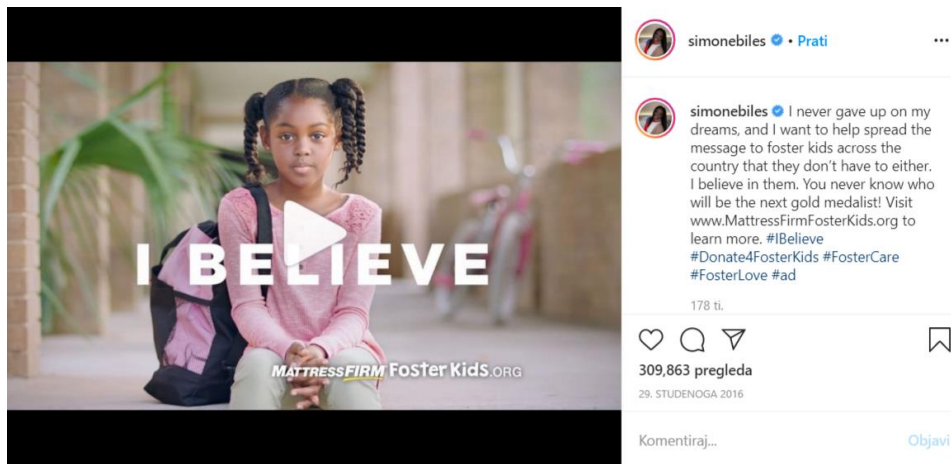 simonebiles • Prati
simonebiles I never gave up on my
dreams, and I want to help spread the
message to foster kids across the
country that they don't have to either.
I believe in them. You never know who
will be the next gold medalist! Visit
www.MattressFirmFosterKids.org to
learn more. #IBelieve
#Donate4FosterKids #FosterCare
#FosterLove #ad
178 ti.
I BELIEVE
MATTRESSFIRM Foster Kids.ORG
309,863 pregleda
29. STUDENOGA 2016
Komentiraj...
Objavi